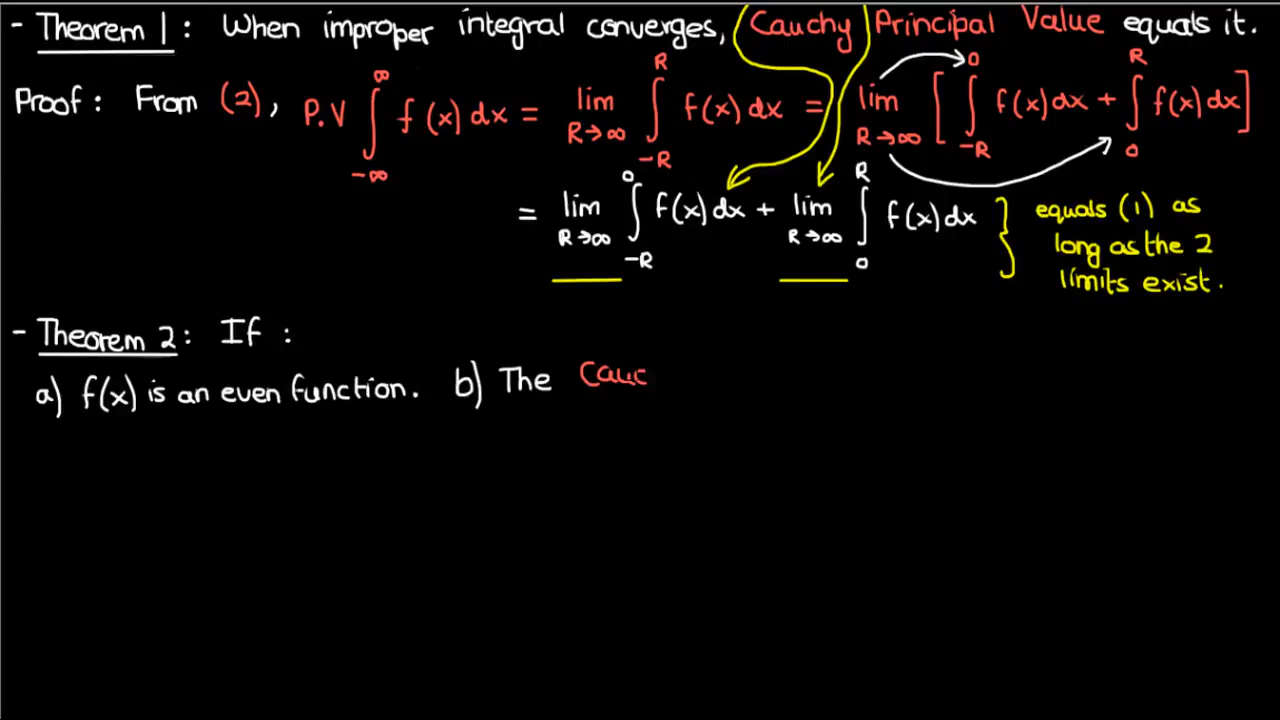 - Theorem 1: When improper integral converges, Cauchy Principal Value equals it.
Proof: From (2), P.V ∫_{-∞}^{∞} f(x) dx = lim_{R→∞} ∫_{-R}^{R} f(x) dx = lim_{R→∞} [ ∫_{-R}^{0} f(x) dx + ∫_{0}^{R} f(x) dx ]
= lim_{R→∞} ∫_{-R}^{0} f(x) dx + lim_{R→∞} ∫_{0}^{R} f(x) dx } equals (1) as
long as the 2
limits exist.
- Theorem 2: If :
a) f(x) is an even function. b) The Cauc